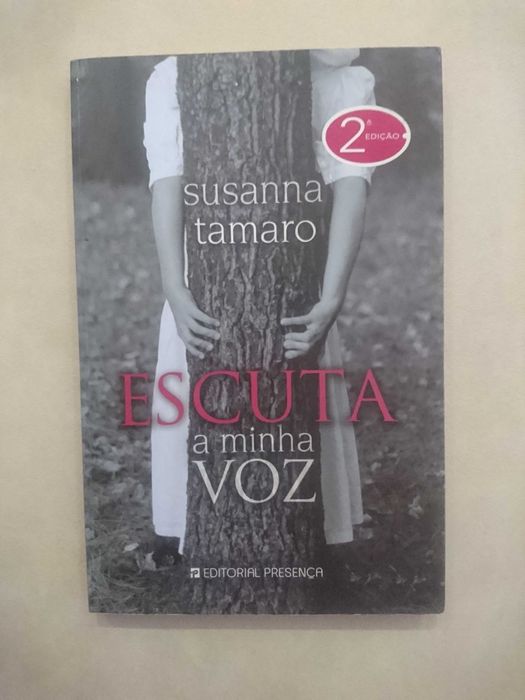 2ª
EDIÇÃO
susanna
tamaro
ESCUTA
a minha
VOZ
EDITORIAL PRESENÇA